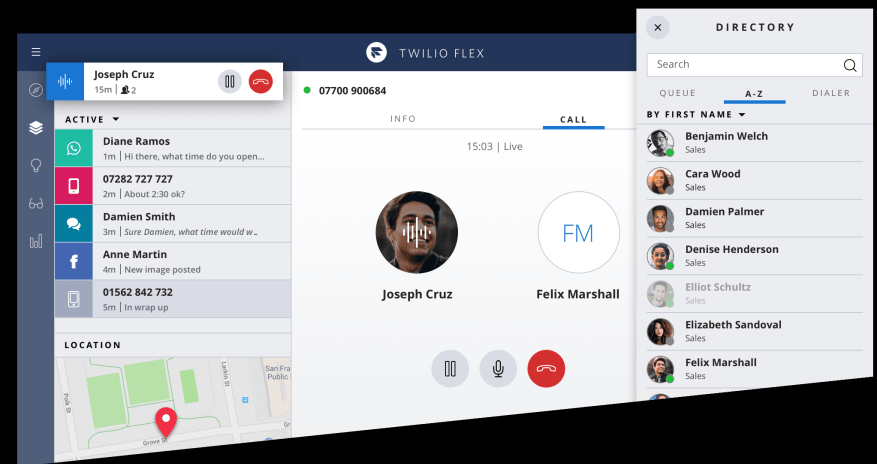 TWILIO FLEX
Joseph Cruz
15m | 2
ACTIVE
Diane Ramos
1m | Hi there, what time do you open...
07282 727 727
2m | About 2:30 ok?
Damien Smith
3m | Sure Damien, what time would w...
Anne Martin
4m | New image posted
01562 842 732
5m | In wrap up
LOCATION
Polk St
Larkin St
San Fra
Public
Grove St
Gr
07700 900684
INFO
CALL
15:03 | Live
FM
Joseph Cruz
Felix Marshall
DIRECTORY
Search
QUEUE
A-Z
DIALER
BY FIRST NAME
Benjamin Welch
Sales
Cara Wood
Sales
Damien Palmer
Sales
Denise Henderson
Sales
Elliot Schultz
Sales
Elizabeth Sandoval
Sales
Felix Marshall
Sales